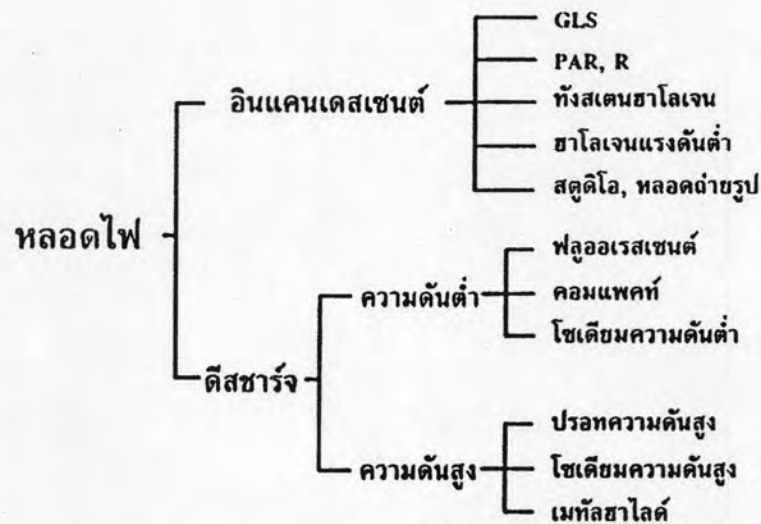 หลอดไฟ
อินแคนเดสเซนต์
GLS
PAR, R
ทังสเตนฮาโลเจน
ฮาโลเจนแรงดันต่ำ
สตูดิโอ, หลอดถ่ายรูป
ดีสชาร์จ
ความดันต่ำ
ฟลูออเรสเซนต์
คอมแพคท์
โซเดียมความดันต่ำ
ความดันสูง
ปรอทความดันสูง
โซเดียมความดันสูง
เมทัลฮาไลด์